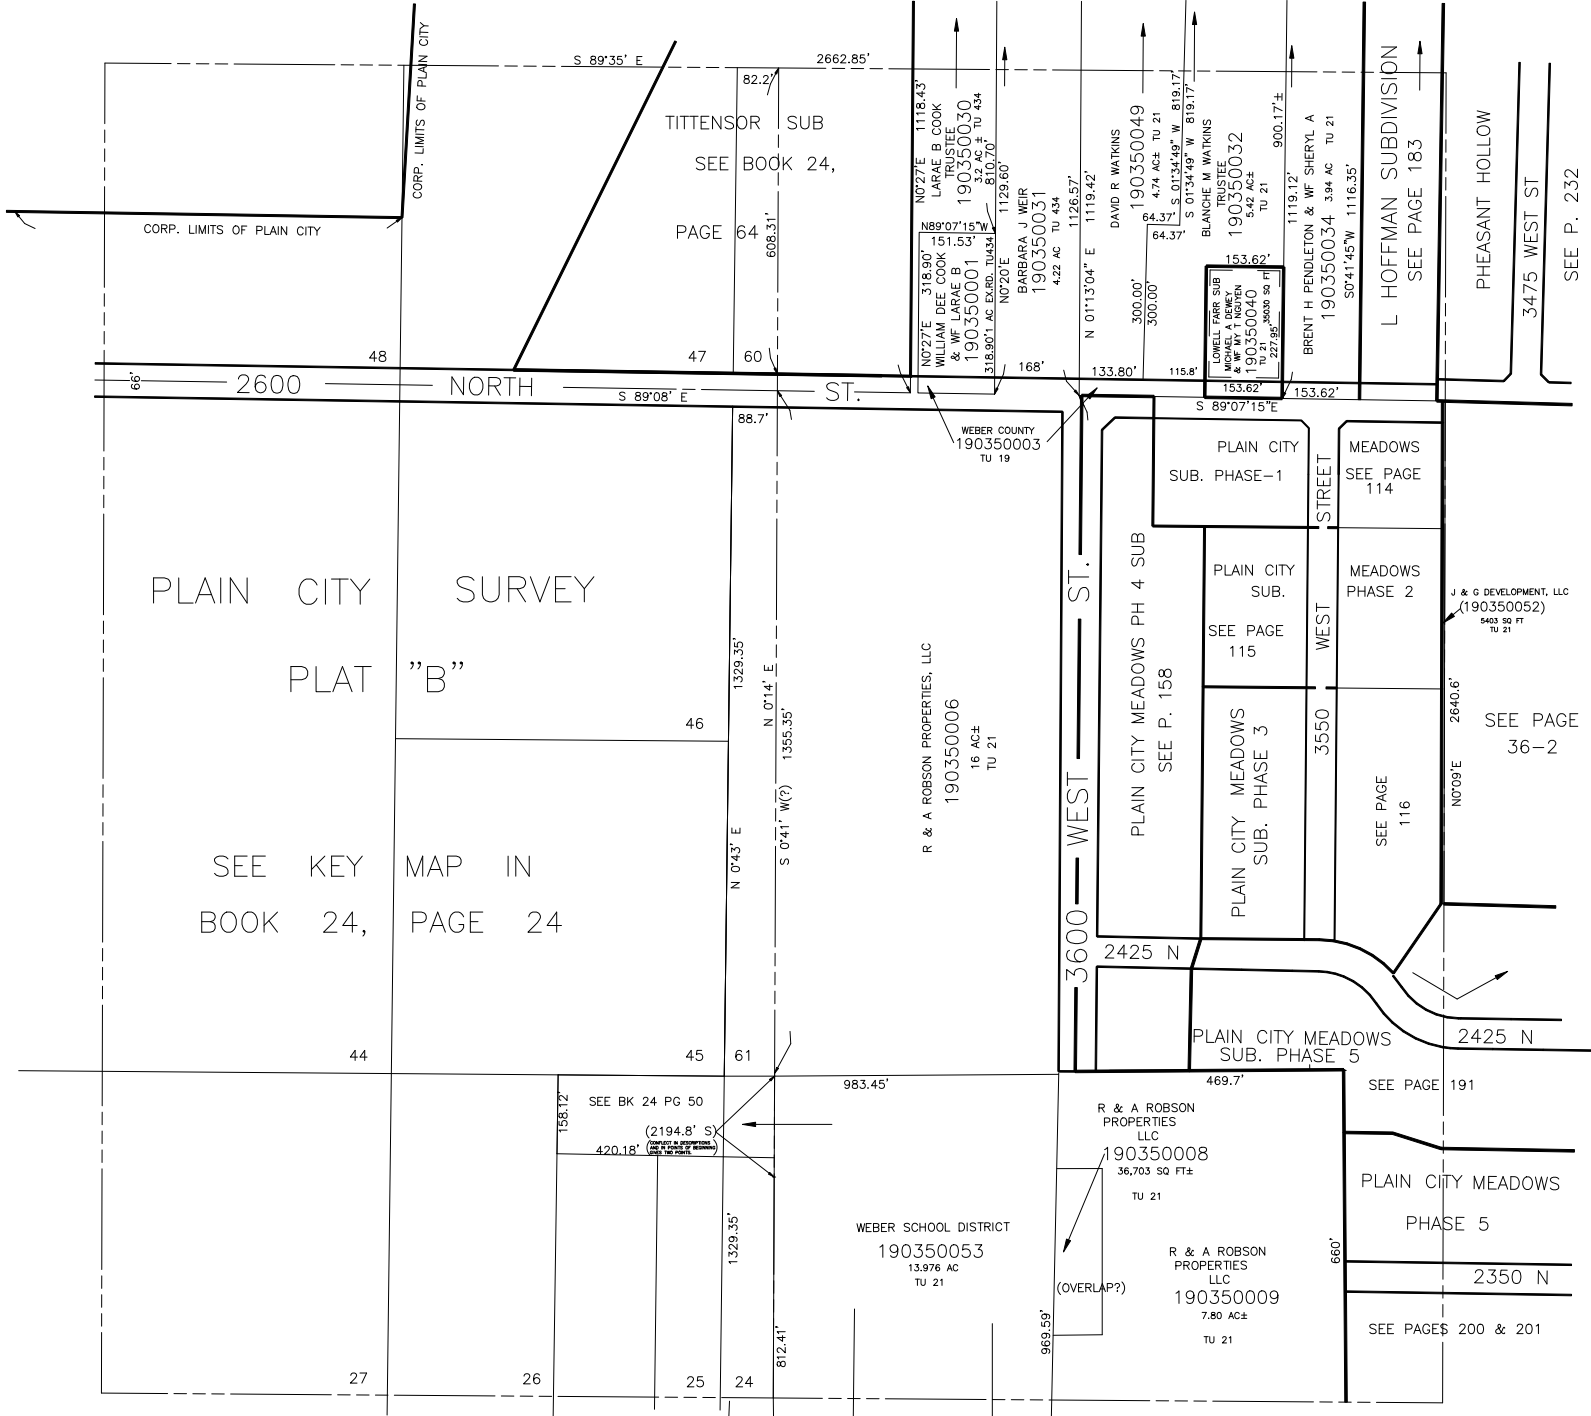 S 89°35' E
2662.85'
CORP. LIMITS OF PLAIN CITY
CORP. LIMITS OF PLAIN CITY
82.2'
TITTENSOR SUB
SEE BOOK 24,
PAGE 64
608.31'
N0°27'E 1118.43'
LARAE B COOK
TRUSTEE
190350030
3.2 AC ± TU 434
810.70'
N89°07'15"W
151.53'
N0°27'E 318.90'
WILLIAM DEE COOK
& WF LARAE B
190350001
318.90'1 AC EX.RD. TU434
1129.60'
N0°20'E
BARBARA J WEIR
190350031
4.22 AC TU 434
1126.57'
N 01°13'04" E 1119.42'
DAVID R WATKINS
190350049
4.74 AC± TU 21
S 01°34'49" W 819.17'
S 01°34'49" W 819.17'
64.37'
64.37'
300.00'
300.00'
BLANCHE M WATKINS
TRUSTEE
190350032
5.42 AC±
TU 21
900.17'±
153.62'
LOWELL FARR SUB
MICHAEL A DEWEY
& WF MY T NGUYEN
190350040
TU 21 35030 SQ FT
227.95'
153.62'
1119.12'
BRENT H PENDLETON & WF SHERYL A
190350034 3.94 AC TU 21
S0°41'45"W 1116.35'
L HOFFMAN SUBDIVISION
SEE PAGE 183
PHEASANT HOLLOW
3475 WEST ST
SEE P. 232
48
47
60
66'
2600 NORTH ST.
S 89°08' E
168'
133.80'
115.8'
153.62'
S 89°07'15"E
88.7'
WEBER COUNTY
190350003
TU 19
PLAIN CITY MEADOWS
SUB. PHASE-1
SEE PAGE
114
PLAIN CITY MEADOWS
SUB. PHASE 2
SEE PAGE
115
3550 WEST STREET
J & G DEVELOPMENT, LLC
(190350052)
5403 SQ FT
TU 21
PLAIN CITY SURVEY
PLAT "B"
46
1329.35'
N 0°43' E
N 0°14' E
S 0°41' W(?) 1355.35'
R & A ROBSON PROPERTIES, LLC
190350006
16 AC±
TU 21
3600 WEST ST.
PLAIN CITY MEADOWS PH 4 SUB
SEE P. 158
PLAIN CITY MEADOWS
SUB. PHASE 3
SEE PAGE
116
N0°09'E 2640.6'
SEE PAGE
36-2
SEE KEY MAP IN
BOOK 24, PAGE 24
2425 N
2425 N
PLAIN CITY MEADOWS
SUB. PHASE 5
SEE PAGE 191
44
45
61
983.45'
469.7'
158.12'
SEE BK 24 PG 50
(2194.8' S)
(CONFLICT IN DESCRIPTIONS
AND IN POINTS OF BEGINNING
GIVES TWO POINTS.)
420.18'
R & A ROBSON
PROPERTIES
LLC
190350008
36,703 SQ FT±
TU 21
PLAIN CITY MEADOWS
PHASE 5
1329.35'
812.41'
WEBER SCHOOL DISTRICT
190350053
13.976 AC
TU 21
(OVERLAP?)
969.59'
R & A ROBSON
PROPERTIES
LLC
190350009
7.80 AC±
TU 21
660'
2350 N
SEE PAGES 200 & 201
27
26
25
24